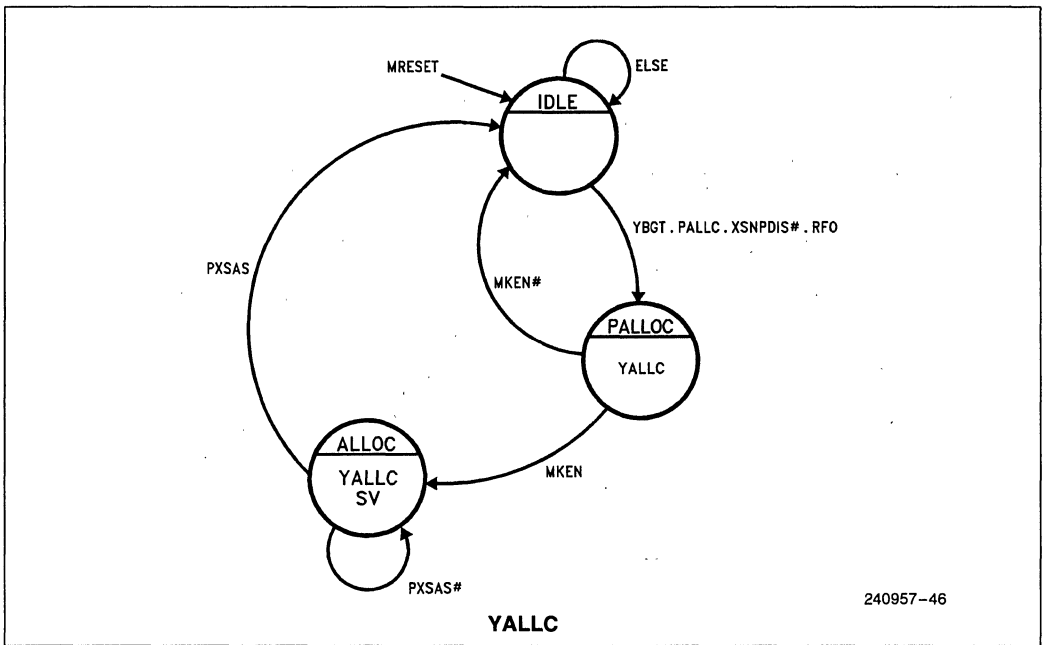 MRESET
ELSE
IDLE
YBGT.PALLC.XSNPDIS#.RFO
PXSAS
MKEN#
PALLOC
YALLC
ALLOC
YALLC
SV
MKEN
PXSAS#
240957-46
YALLC